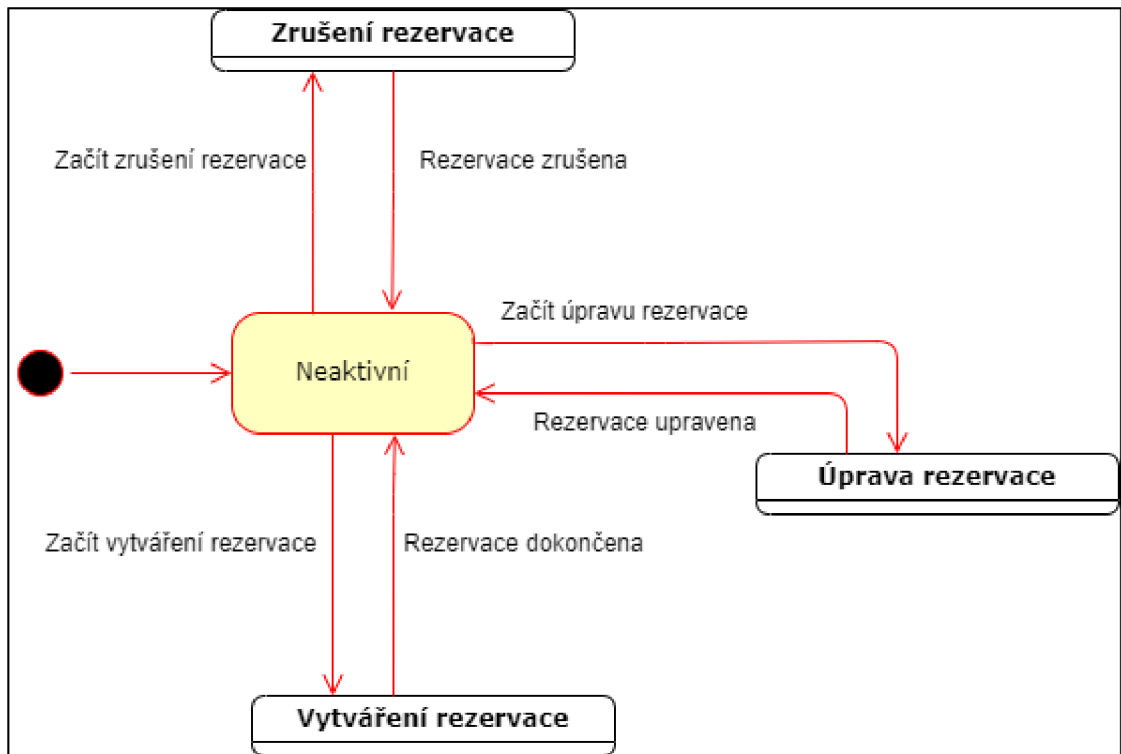 Zrušení rezervace
Začít zrušení rezervace
Rezervace zrušena
Začít úpravu rezervace
Neaktivní
Rezervace upravena
Úprava rezervace
Začít vytváření rezervace
Rezervace dokončena
Vytváření rezervace